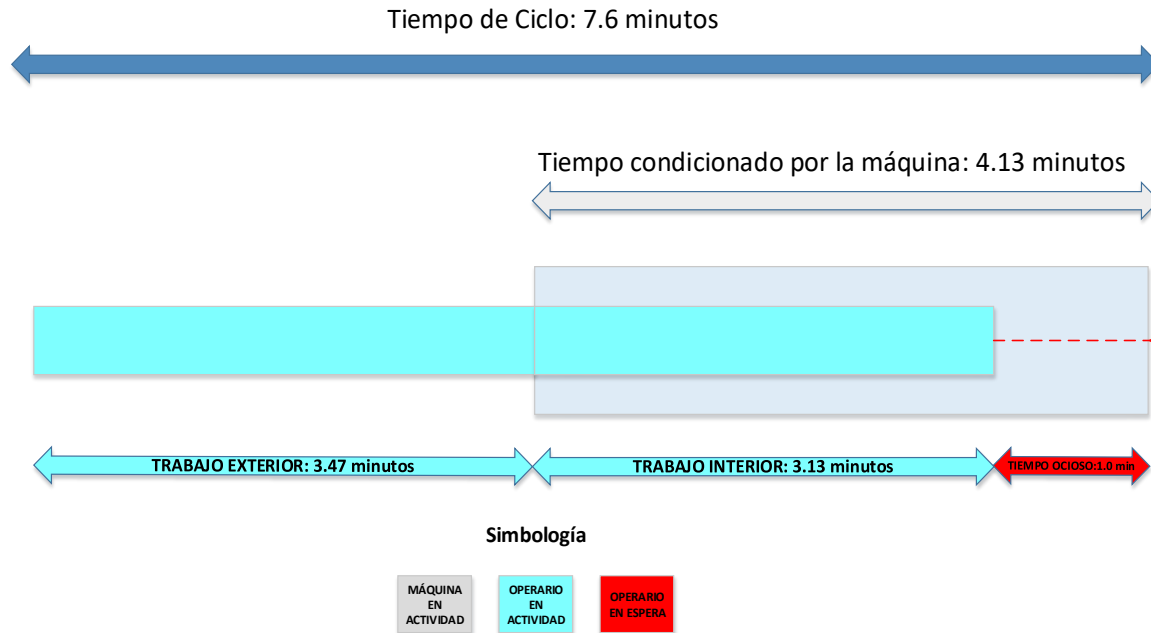 Tiempo de Ciclo: 7.6 minutos
Tiempo condicionado por la máquina: 4.13 minutos
TRABAJO EXTERIOR: 3.47 minutos
TRABAJO INTERIOR: 3.13 minutos
TIEMPO OCIOSO:1.0 min
Simbología
MÁQUINA
EN
ACTIVIDAD
OPERARIO
EN
ACTIVIDAD
OPERARIO
EN ESPERA